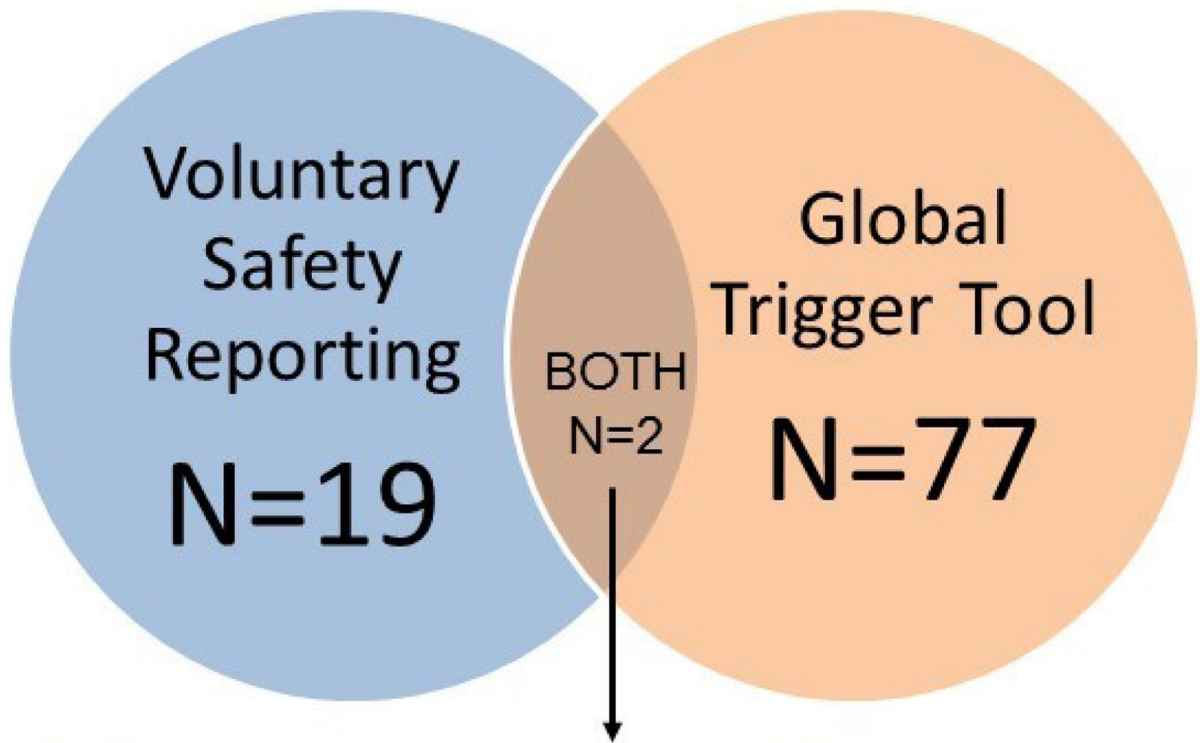 Voluntary
Safety
Reporting
N=19
BOTH
N=2
Global
Trigger Tool
N=77